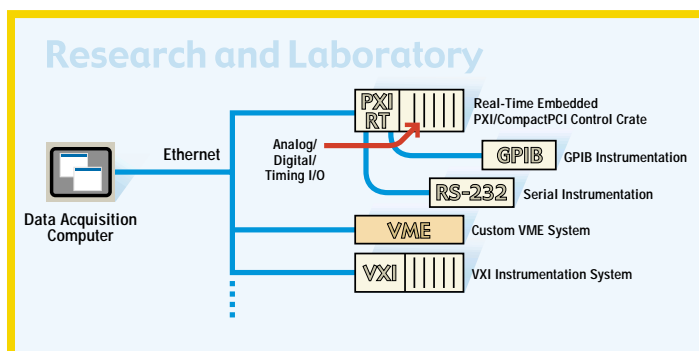 Research and Laboratory
PXI
RT
Real-Time Embedded
PXI/CompactPCI Control Crate
Analog/
Digital/
Timing I/O
Ethernet
GPIB
GPIB Instrumentation
RS-232
Serial Instrumentation
Data Acquisition
Computer
VME
Custom VME System
VXI
VXI Instrumentation System